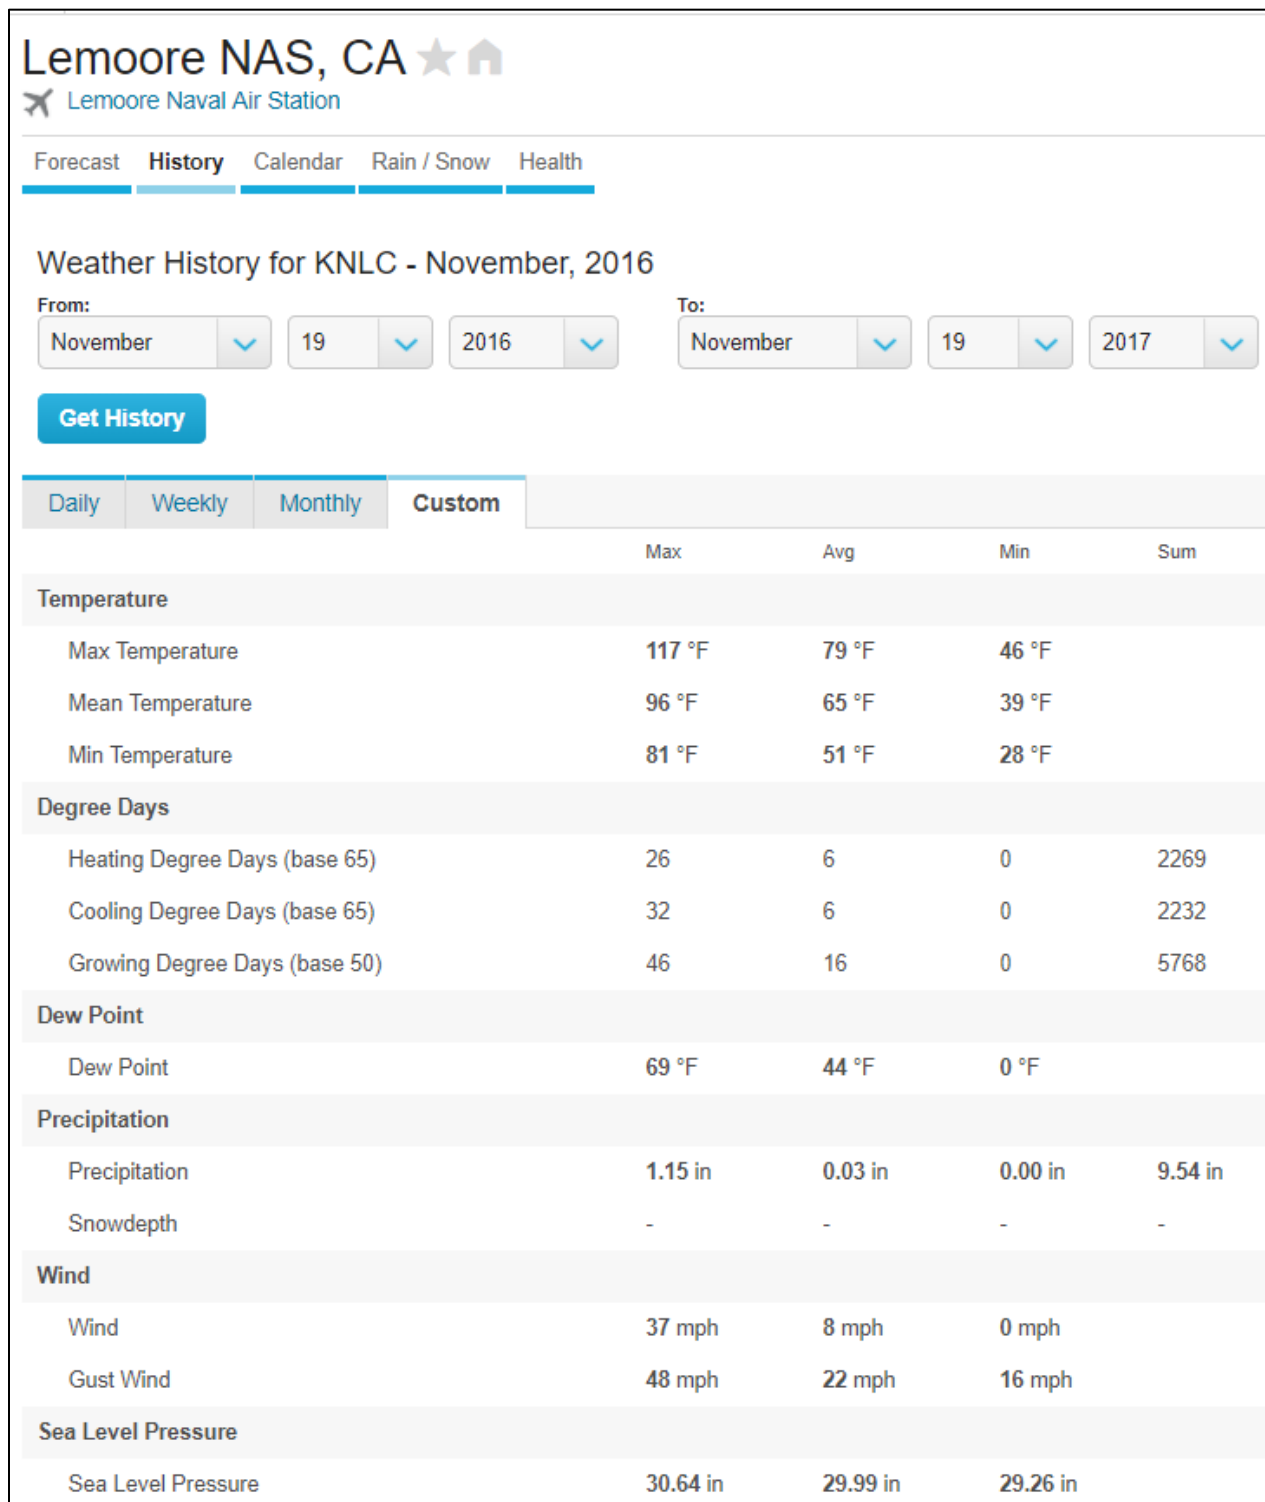 Lemoore NAS, CA
Lemoore Naval Air Station
Forecast History Calendar Rain / Snow Health
Weather History for KNLC - November, 2016
From: To:
November 19 2016 November 19 2017
Get History
Daily Weekly Monthly Custom
Max Avg Min Sum
Temperature
Max Temperature 117 °F 79 °F 46 °F
Mean Temperature 96 °F 65 °F 39 °F
Min Temperature 81 °F 51 °F 28 °F
Degree Days
Heating Degree Days (base 65) 26 6 0 2269
Cooling Degree Days (base 65) 32 6 0 2232
Growing Degree Days (base 50) 46 16 0 5768
Dew Point
Dew Point 69 °F 44 °F 0 °F
Precipitation
Precipitation 1.15 in 0.03 in 0.00 in 9.54 in
Snowdepth - - - -
Wind
Wind 37 mph 8 mph 0 mph
Gust Wind 48 mph 22 mph 16 mph
Sea Level Pressure
Sea Level Pressure 30.64 in 29.99 in 29.26 in